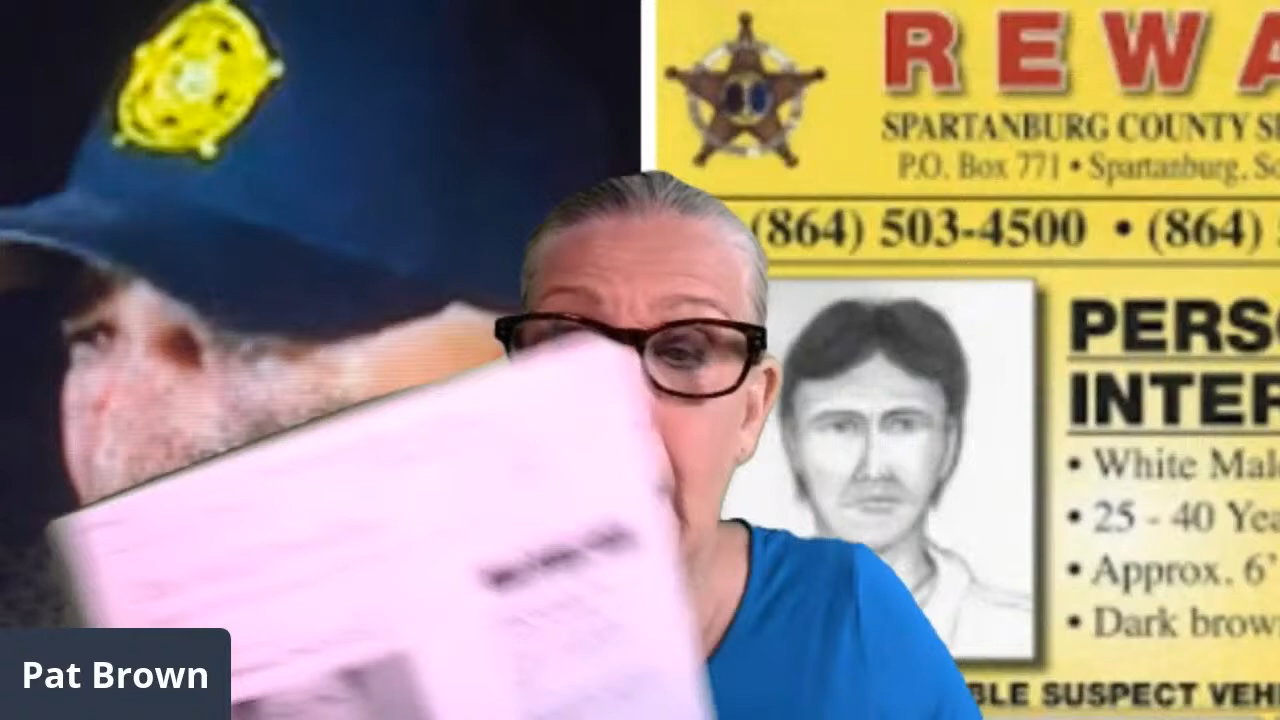 REWA
SPARTANBURG COUNTY S
P.O. Box 771 • Spartanburg, So
(864) 503-4500 • (864)
PERS
INTER
• White Mal
• 25 - 40 Yea
• Approx. 6'
• Dark brow
BLE SUSPECT VEH
Pat Brown